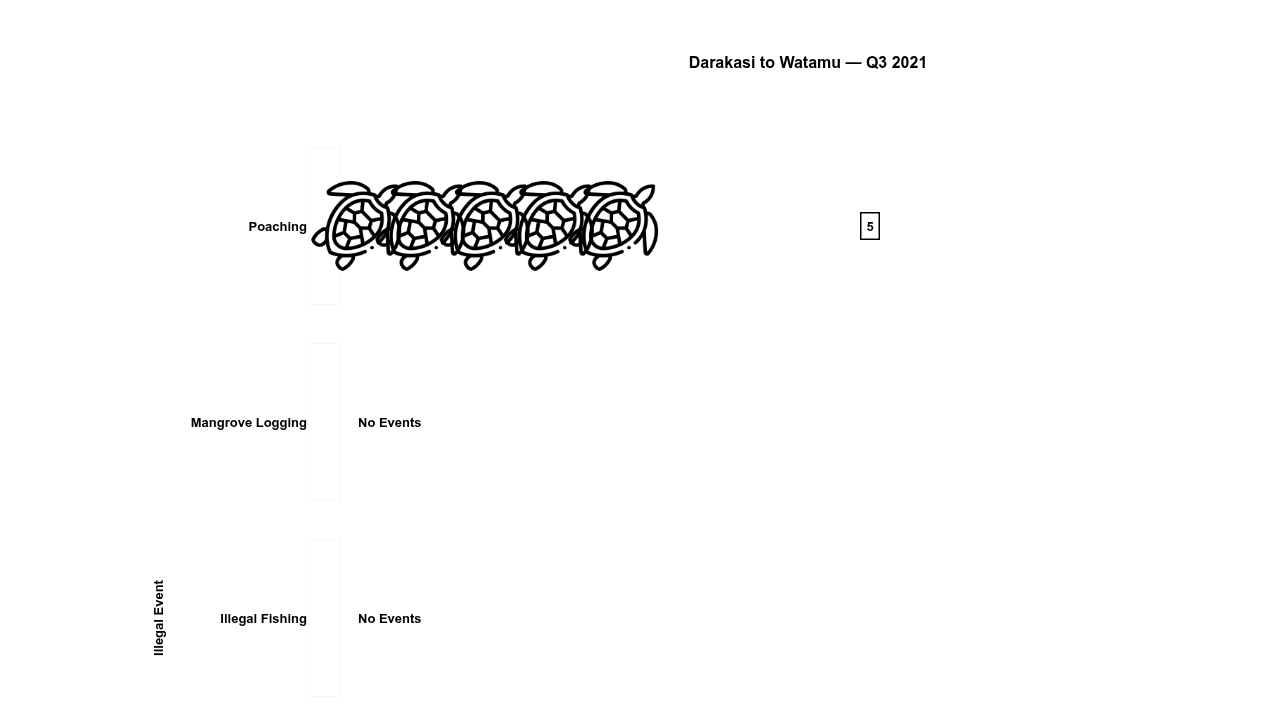 Darakasi to Watamu — Q3 2021
Poaching
5
Mangrove Logging
No Events
Illegal Fishing
No Events
Illegal Event